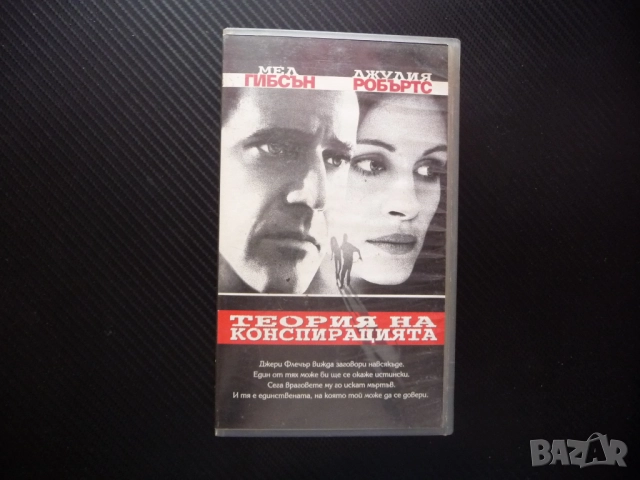 МЕЛ ДЖУЛИЯ
ГИБСЪН РОБЪРТС
ТЕОРИЯ НА
КОНСПИРАЦИЯТА
Джери Флечър вижда заговори навсякъде.
Един от тях може би ще се окаже истински.
Сега враговете му го искат мъртъв.
И тя е единствената, на която той може да се довери.
BAZAR